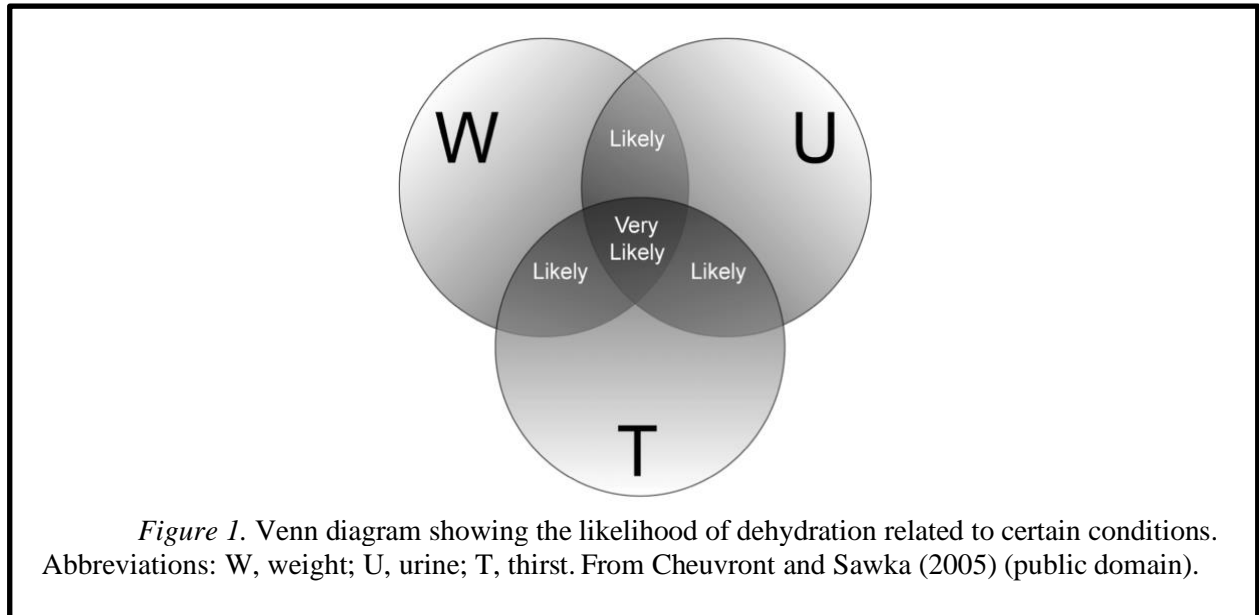 W
U
Likely
Very
Likely
Likely
Likely
T
Figure 1. Venn diagram showing the likelihood of dehydration related to certain conditions.
Abbreviations: W, weight; U, urine; T, thirst. From Cheuvront and Sawka (2005) (public domain).